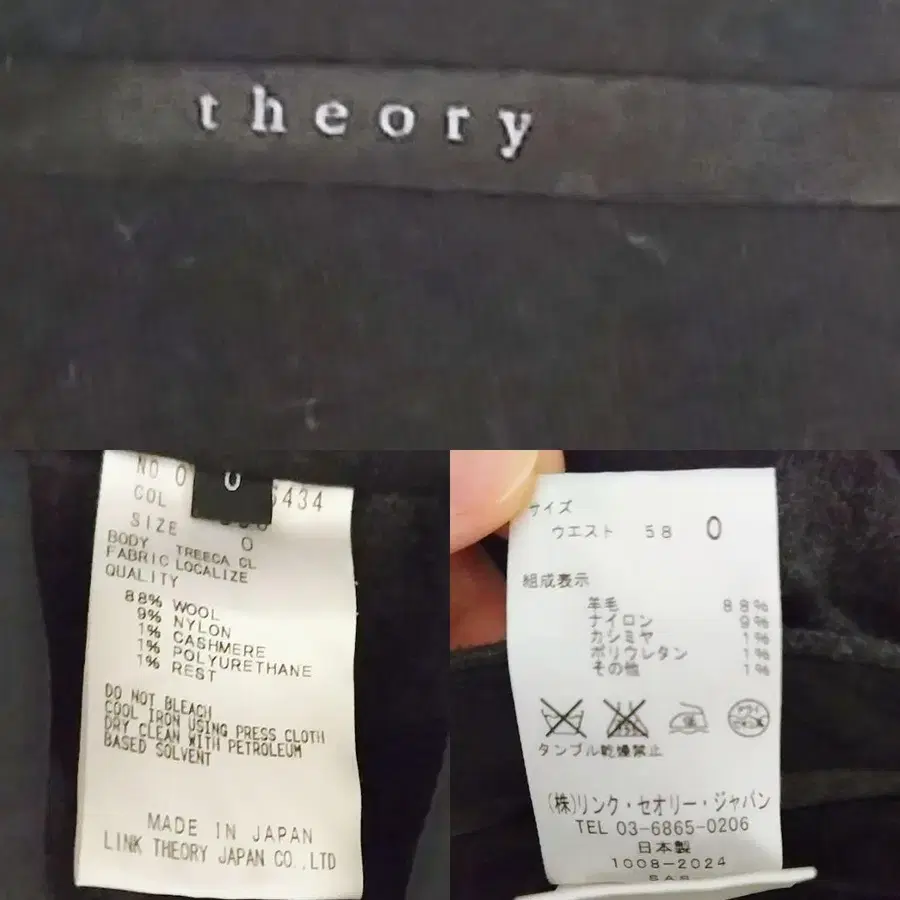 theory
NO 0
6434
0
COL
SIZE 0
BODY TREECA CL
FABRIC LOCALIZE
QUALITY
88% WOOL
9% NYLON
1% CASHMERE
1% POLYURETHANE
1% REST
DO NOT BLEACH
COOL IRON USING PRESS CLOTH
DRY CLEAN WITH PETROLEUM
BASED SOLVENT
MADE IN JAPAN
LINK THEORY JAPAN CO.,LTD
サイズ
ウエスト 58 0
組成表示
羊毛 88%
ナイロン 9%
カシミヤ 1%
ポリウレタン 1%
その他 1%
タンブル乾燥禁止
(株)リンク・セオリー・ジャパン
TEL 03-6865-0206
日本製
1008-2024